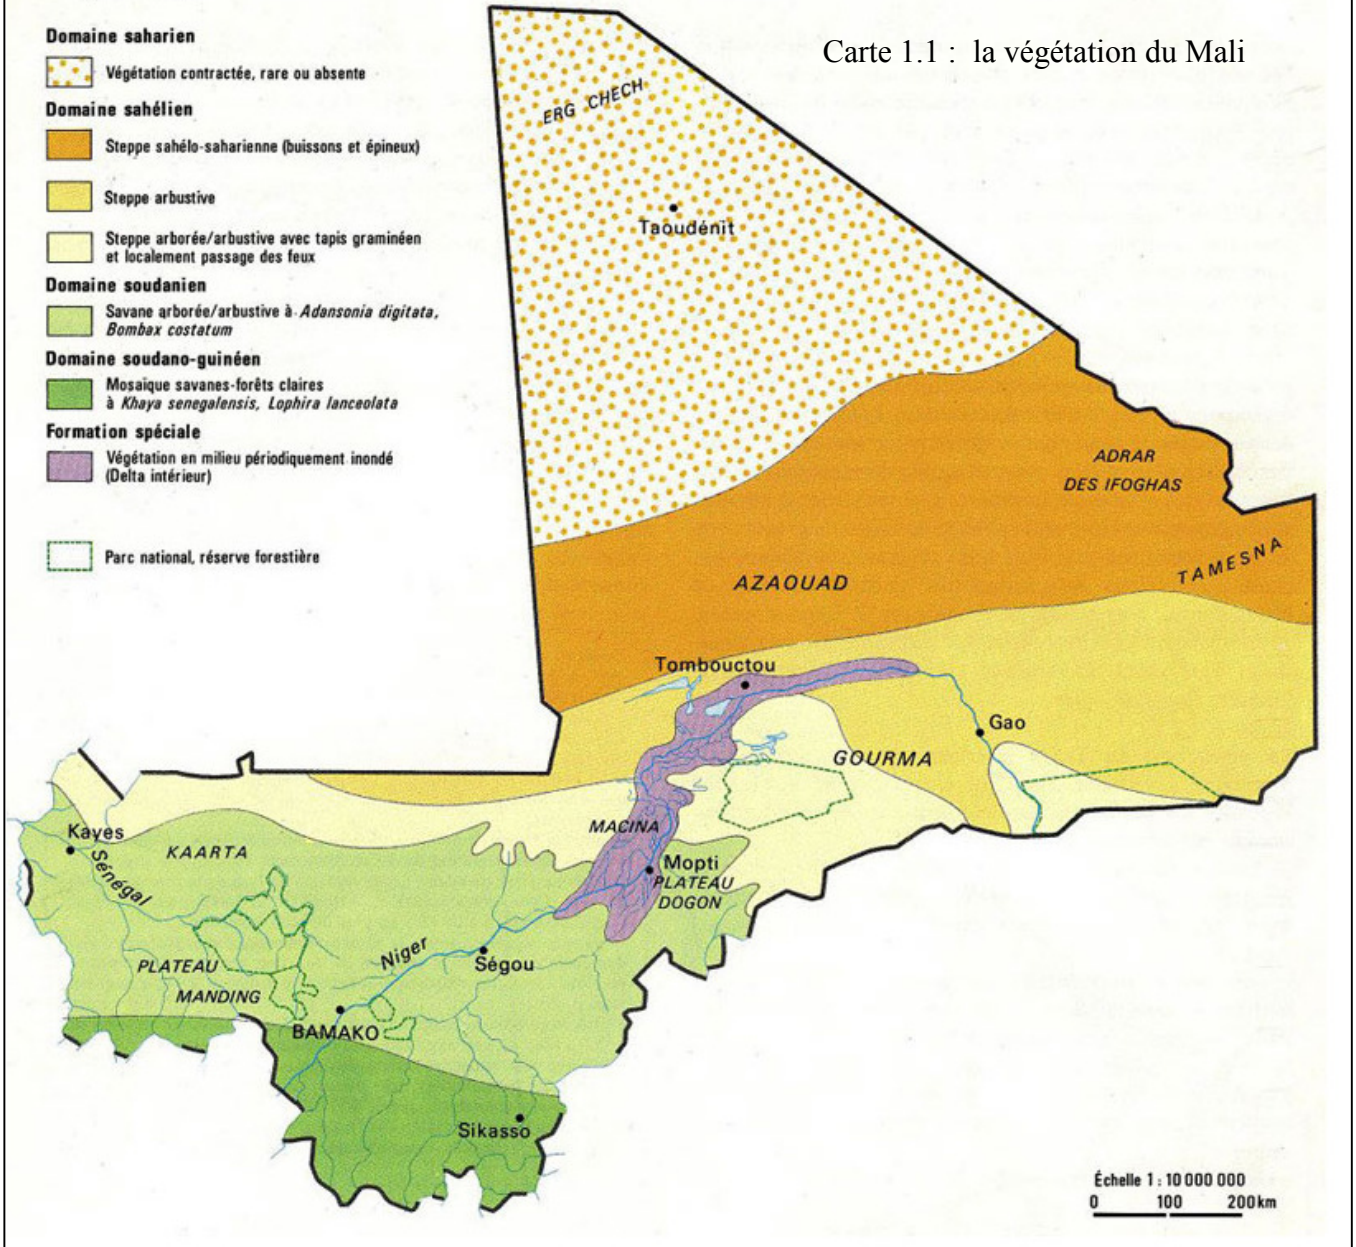 Carte 1.1 :  la végétation du Mali
Domaine saharien
Végétation contractée, rare ou absente
Domaine sahélien
Steppe sahélo-saharienne (buissons et épineux)
Steppe arbustive
Steppe arborée/arbustive avec tapis graminéen
et localement passage des feux
Domaine soudanien
Savane arborée/arbustive à Adansonia digitata,
Bombax costatum
Domaine soudano-guinéen
Mosaïque savanes-forêts claires
à Khaya senegalensis, Lophira lanceolata
Formation spéciale
Végétation en milieu périodiquement inondé
(Delta intérieur)
Parc national, réserve forestière
ERG CHECH
Taoudénit
ADRAR
DES IFOGHAS
TAMESNA
AZAOUAD
Tombouctou
Gao
GOURMA
MACINA
Kayes
Sénégal
KAARTA
Mopti
PLATEAU
DOGON
Niger
Ségou
PLATEAU
MANDING
BAMAKO
Sikasso
Échelle 1 : 10 000 000
0 100 200 km